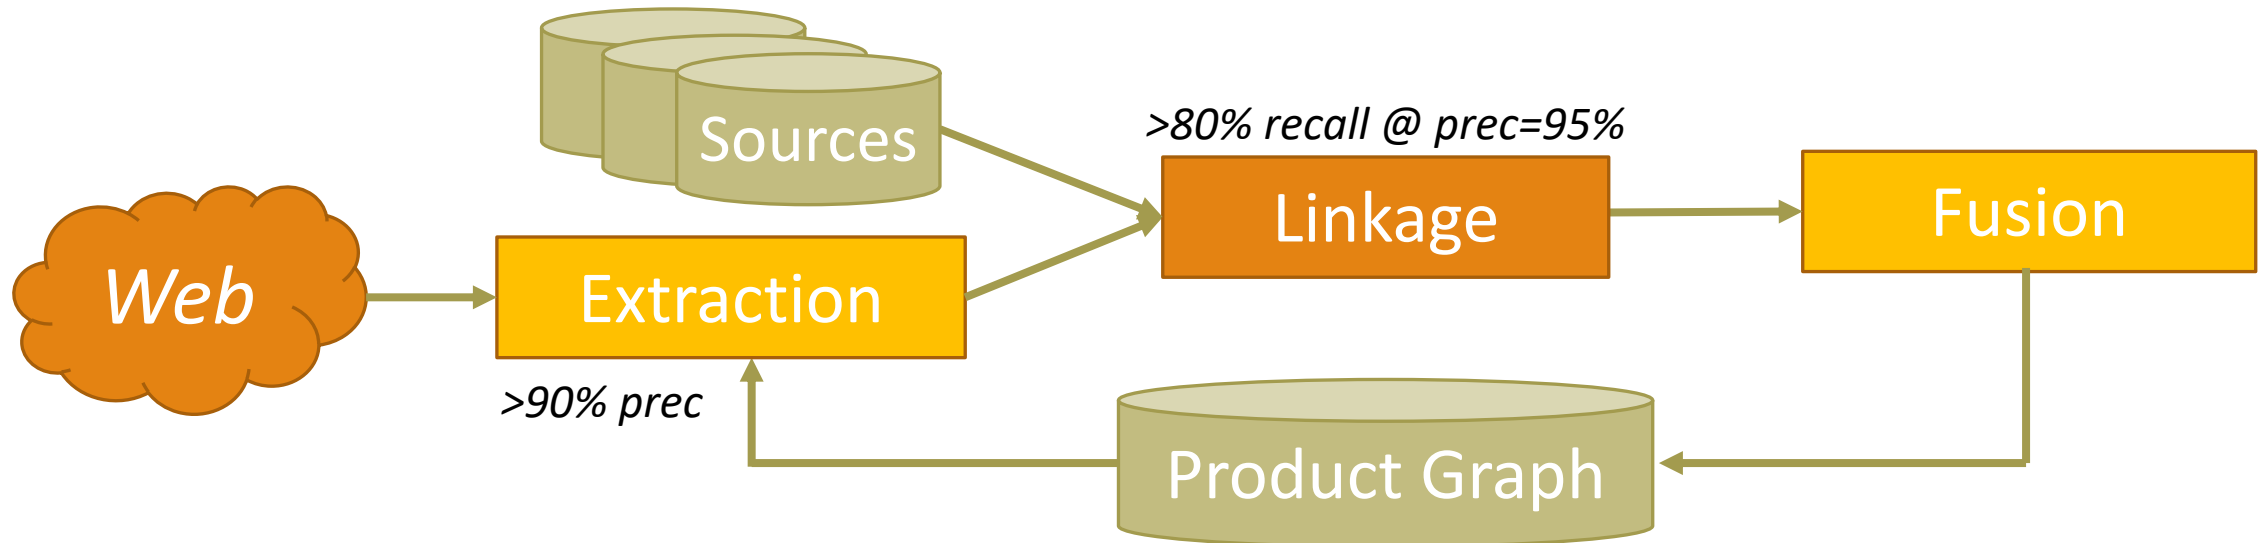 Sources
>80% recall @ prec=95%
Linkage
Fusion
Web
Extraction
>90% prec
Product Graph